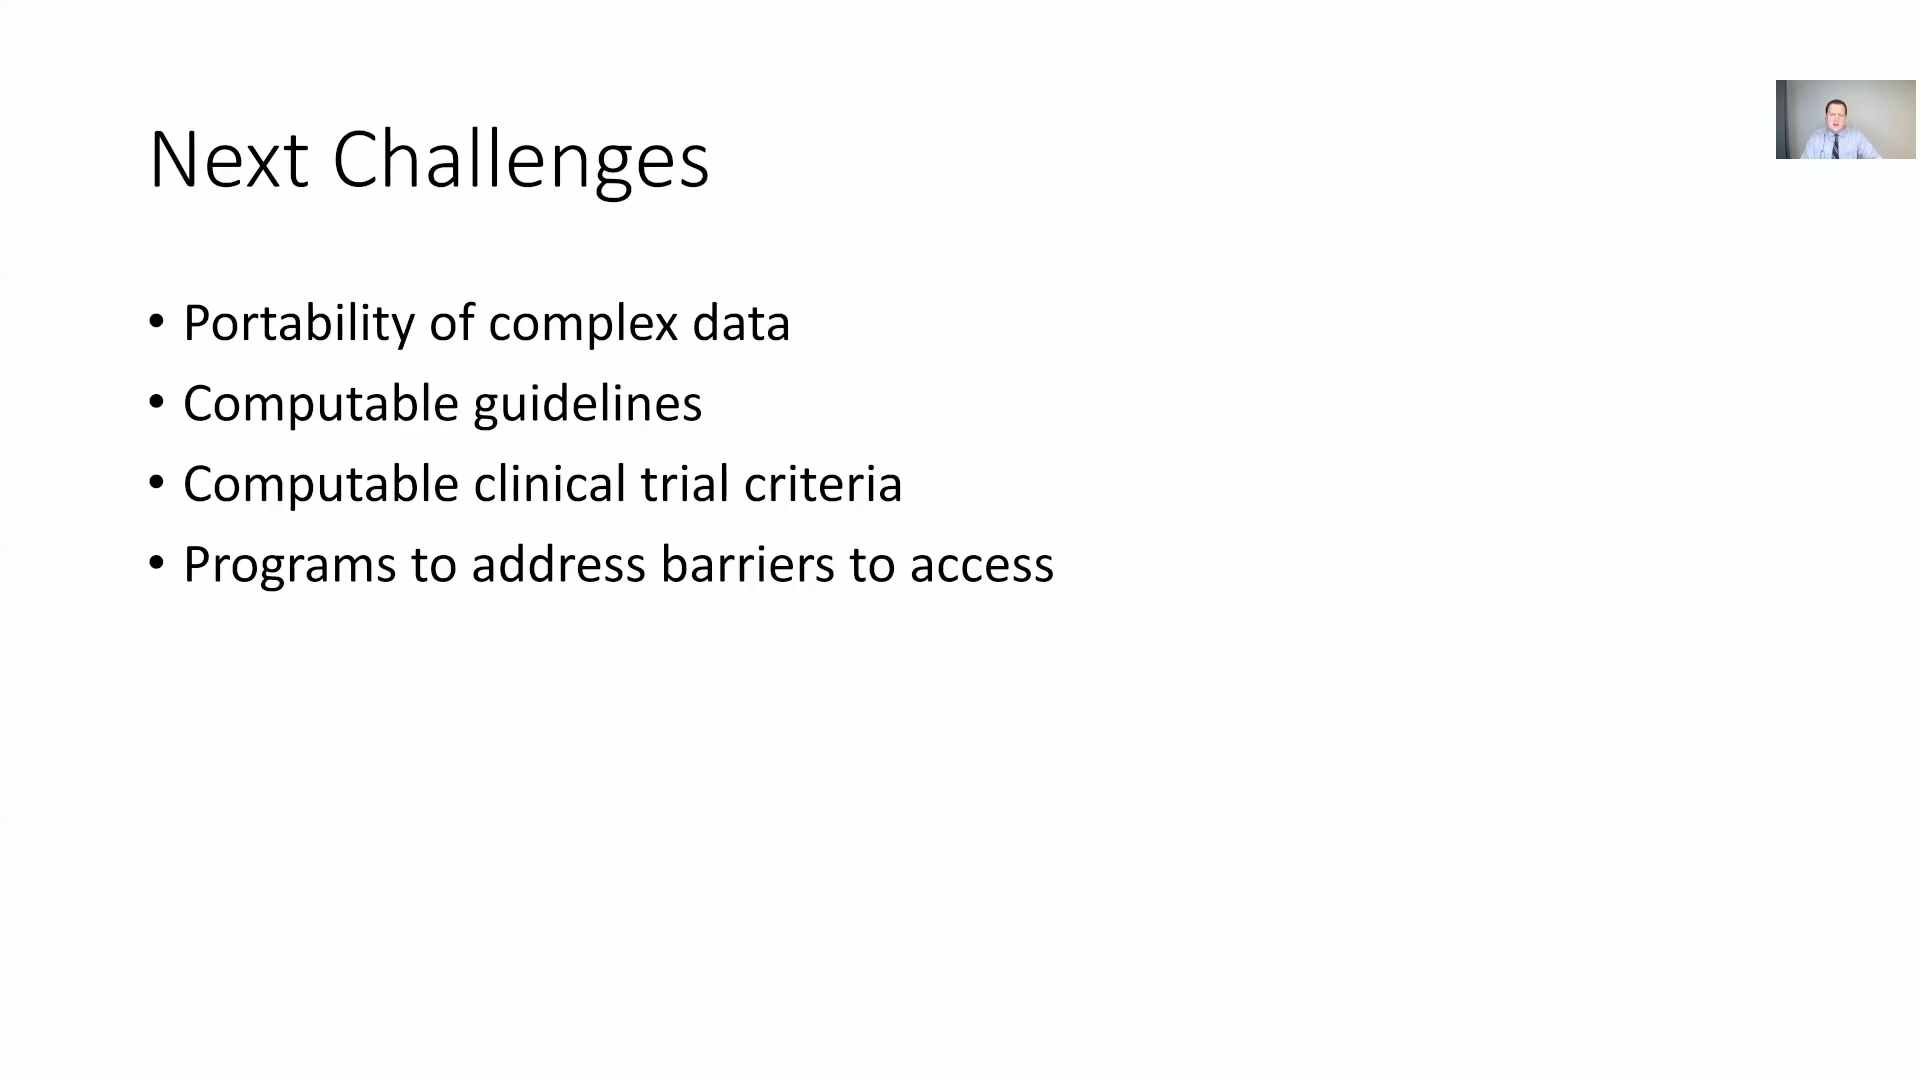 Next Challenges
• Portability of complex data
• Computable guidelines
• Computable clinical trial criteria
• Programs to address barriers to access